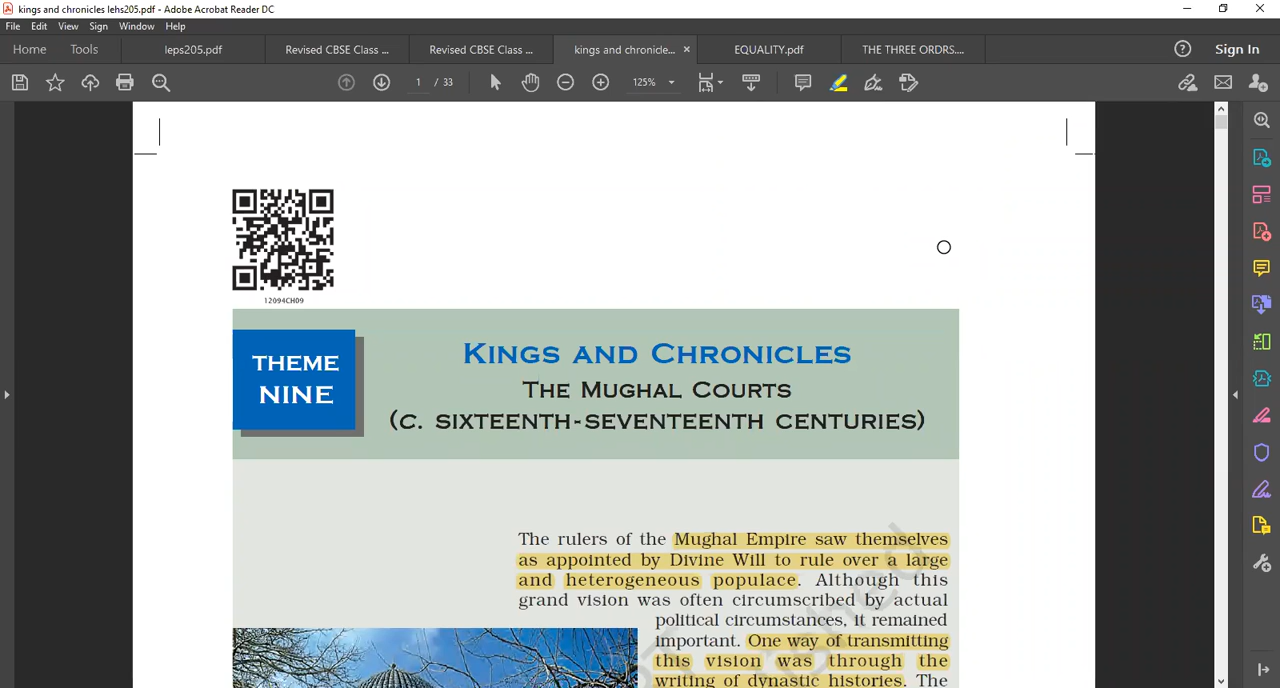 kings and chronicles lehs205.pdf - Adobe Acrobat Reader DC
File Edit View Sign Window Help
Home Tools leps205.pdf Revised CBSE Class ... Revised CBSE Class ... kings and chronicle... × EQUALITY.pdf THE THREE ORDRS.... Sign In
1 / 33 125%
12094CH09
THEME
NINE
KINGS AND CHRONICLES
THE MUGHAL COURTS
(C. SIXTEENTH-SEVENTEENTH CENTURIES)
The rulers of the Mughal Empire saw themselves
as appointed by Divine Will to rule over a large
and heterogeneous populace. Although this
grand vision was often circumscribed by actual
political circumstances, it remained
important. One way of transmitting
this vision was through the
writing of dynastic histories. The